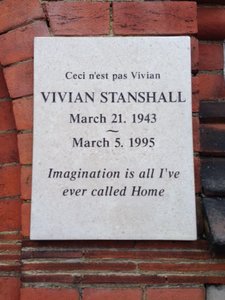 Ceci n'est pas Vivian
VIVIAN STANSHALL
March 21. 1943
~
March 5. 1995
Imagination is all I've
ever called Home